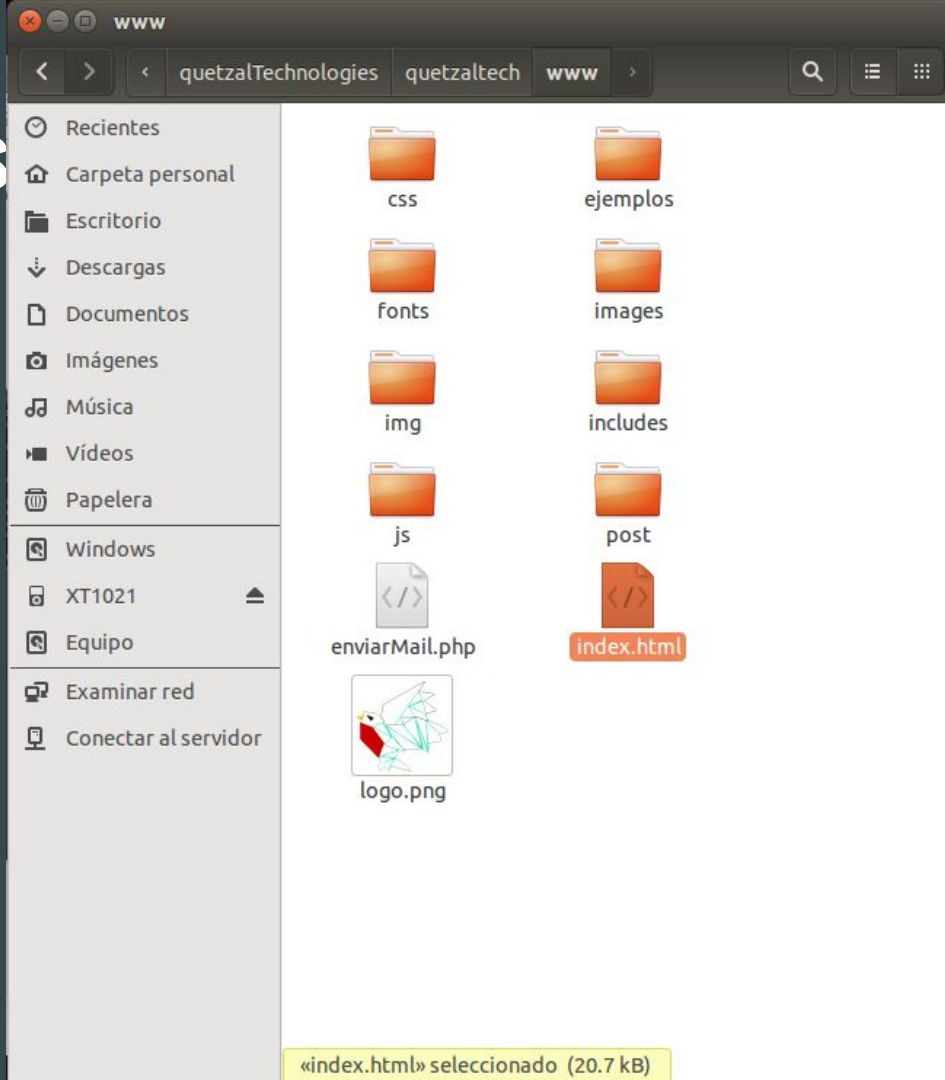 www
quetzalTechnologies quetzaltech www
Recientes
Carpeta personal
Escritorio
Descargas
Documentos
Imágenes
Música
Vídeos
Papelera
Windows
XT1021
Equipo
Examinar red
Conectar al servidor
css ejemplos
fonts images
img includes
js post
enviarMail.php index.html
logo.png
«index.html» seleccionado (20.7 kB)